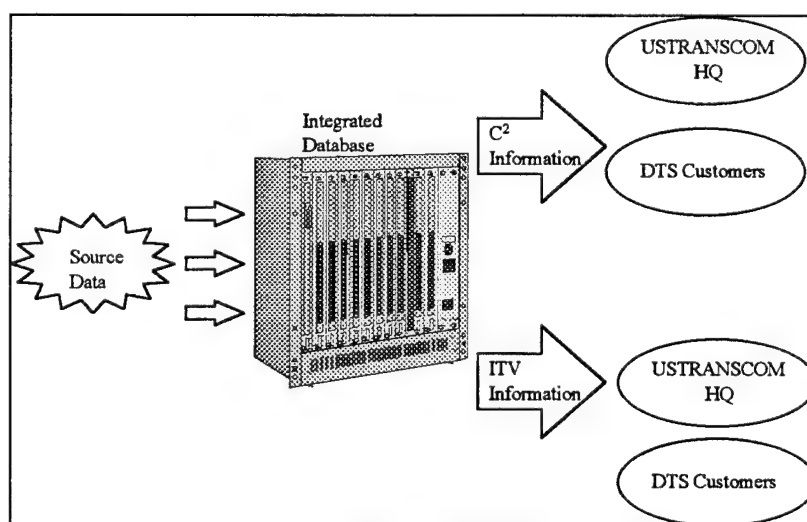 Source
Data
Integrated
Database
C²
Information
USTRANSCOM
HQ
DTS Customers
ITV
Information
USTRANSCOM
HQ
DTS Customers